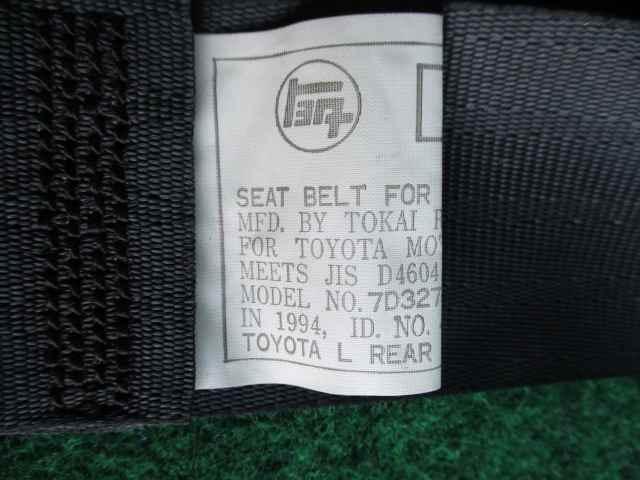 トヨタ
SEAT BELT FOR
MFD. BY TOKAI
FOR TOYOTA MO
MEETS JIS D4604
MODEL NO. 7D327
IN 1994, ID. NO.
TOYOTA L REAR